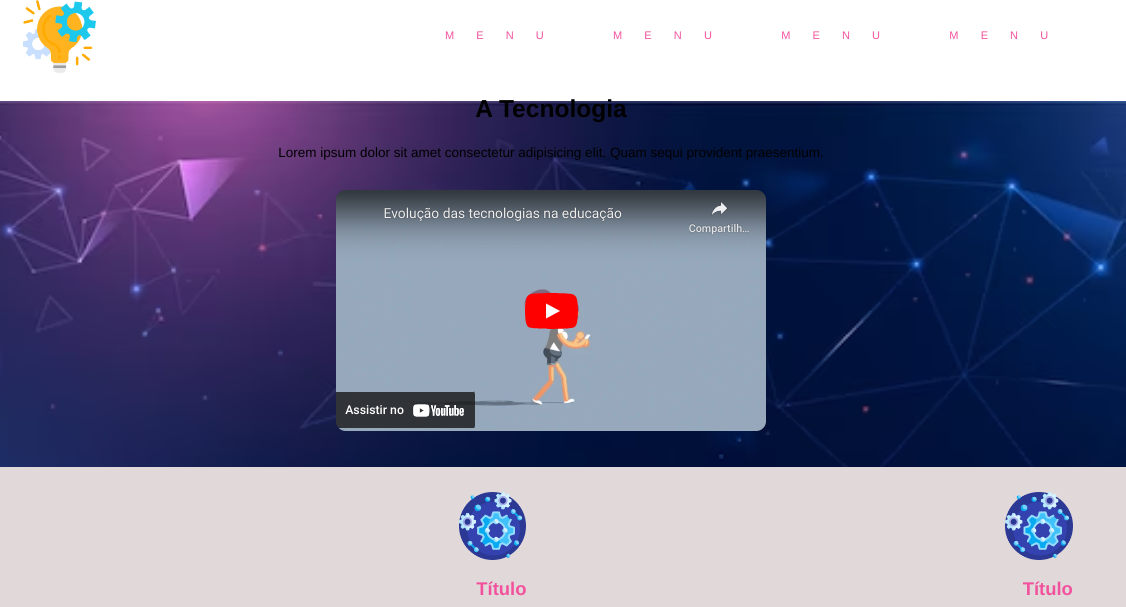 M E N U M E N U M E N U M E N U
A Tecnologia
Lorem ipsum dolor sit amet consectetur adipisicing elit. Quam sequi provident praesentium.
Evolução das tecnologias na educação
Compartilh...
Assistir no YouTube
Título Título